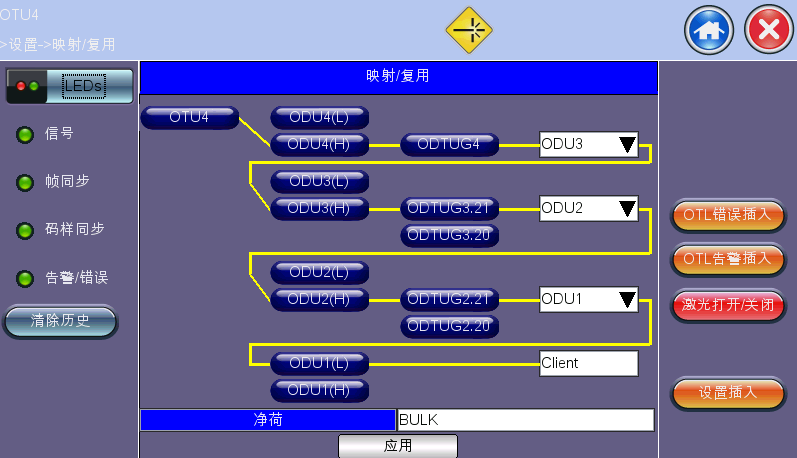 OTU4
>设置->映射/复用
LEDs
信号
帧同步
码样同步
告警/错误
清除历史
映射/复用
OTU4
ODU4(L)
ODU4(H)
ODTUG4
ODU3
ODU3(L)
ODU3(H)
ODTUG3.21
ODU2
ODTUG3.20
ODU2(L)
ODU2(H)
ODTUG2.21
ODU1
ODTUG2.20
ODU1(L)
Client
ODU1(H)
净荷
BULK
应用
OTL错误插入
OTL告警插入
激光打开/关闭
设置插入